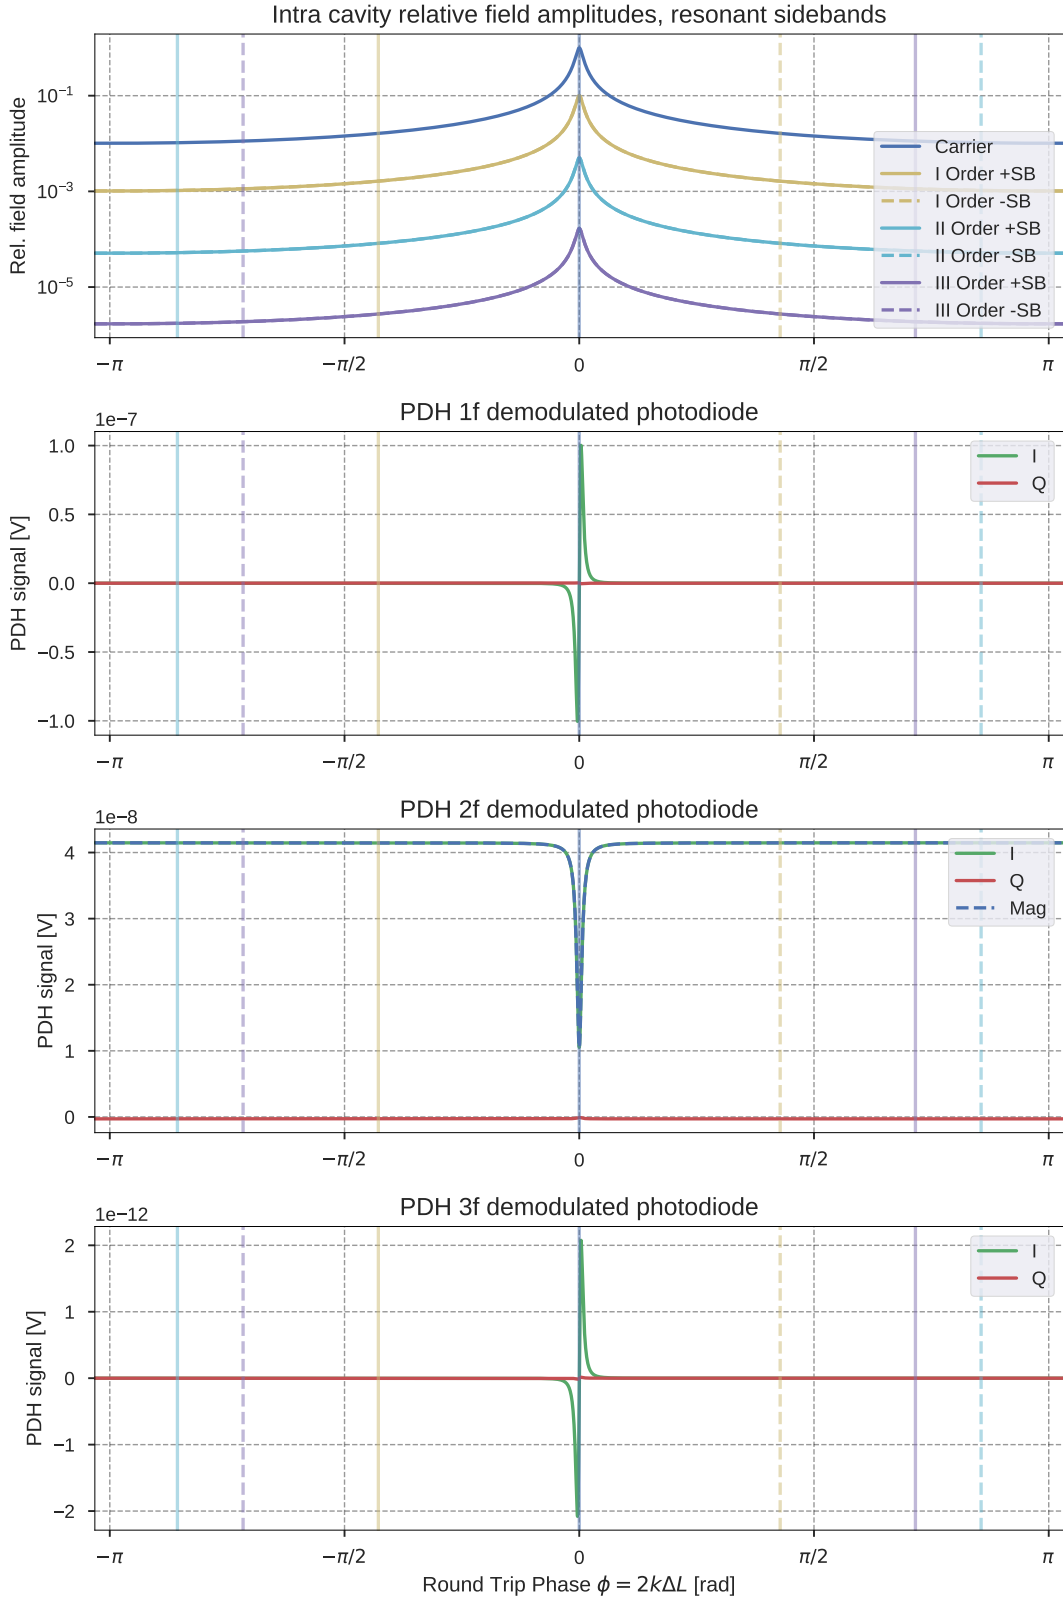 Intra cavity relative field amplitudes, resonant sidebands
Rel. field amplitude
10⁻¹
10⁻³
10⁻⁵
Carrier
I Order +SB
I Order -SB
II Order +SB
II Order -SB
III Order +SB
III Order -SB
−π
−π/2
0
π/2
π
PDH 1f demodulated photodiode
1e-7
PDH signal [V]
1.0
0.5
0.0
−0.5
−1.0
I
Q
−π
−π/2
0
π/2
π
PDH 2f demodulated photodiode
1e-8
PDH signal [V]
4
3
2
1
0
I
Q
Mag
−π
−π/2
0
π/2
π
PDH 3f demodulated photodiode
1e-12
PDH signal [V]
2
1
0
−1
−2
I
Q
−π
−π/2
0
π/2
π
Round Trip Phase ϕ = 2kΔL [rad]